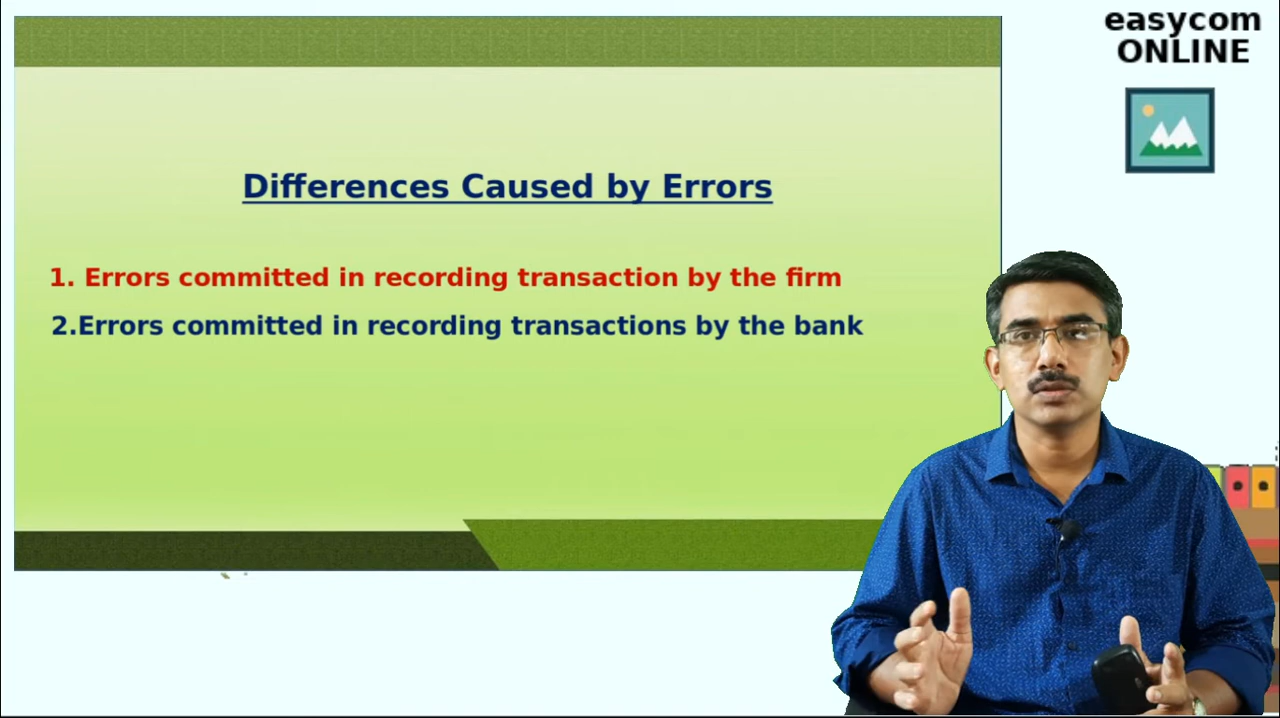 easycom
ONLINE
Differences Caused by Errors
1. Errors committed in recording transaction by the firm
2.Errors committed in recording transactions by the bank